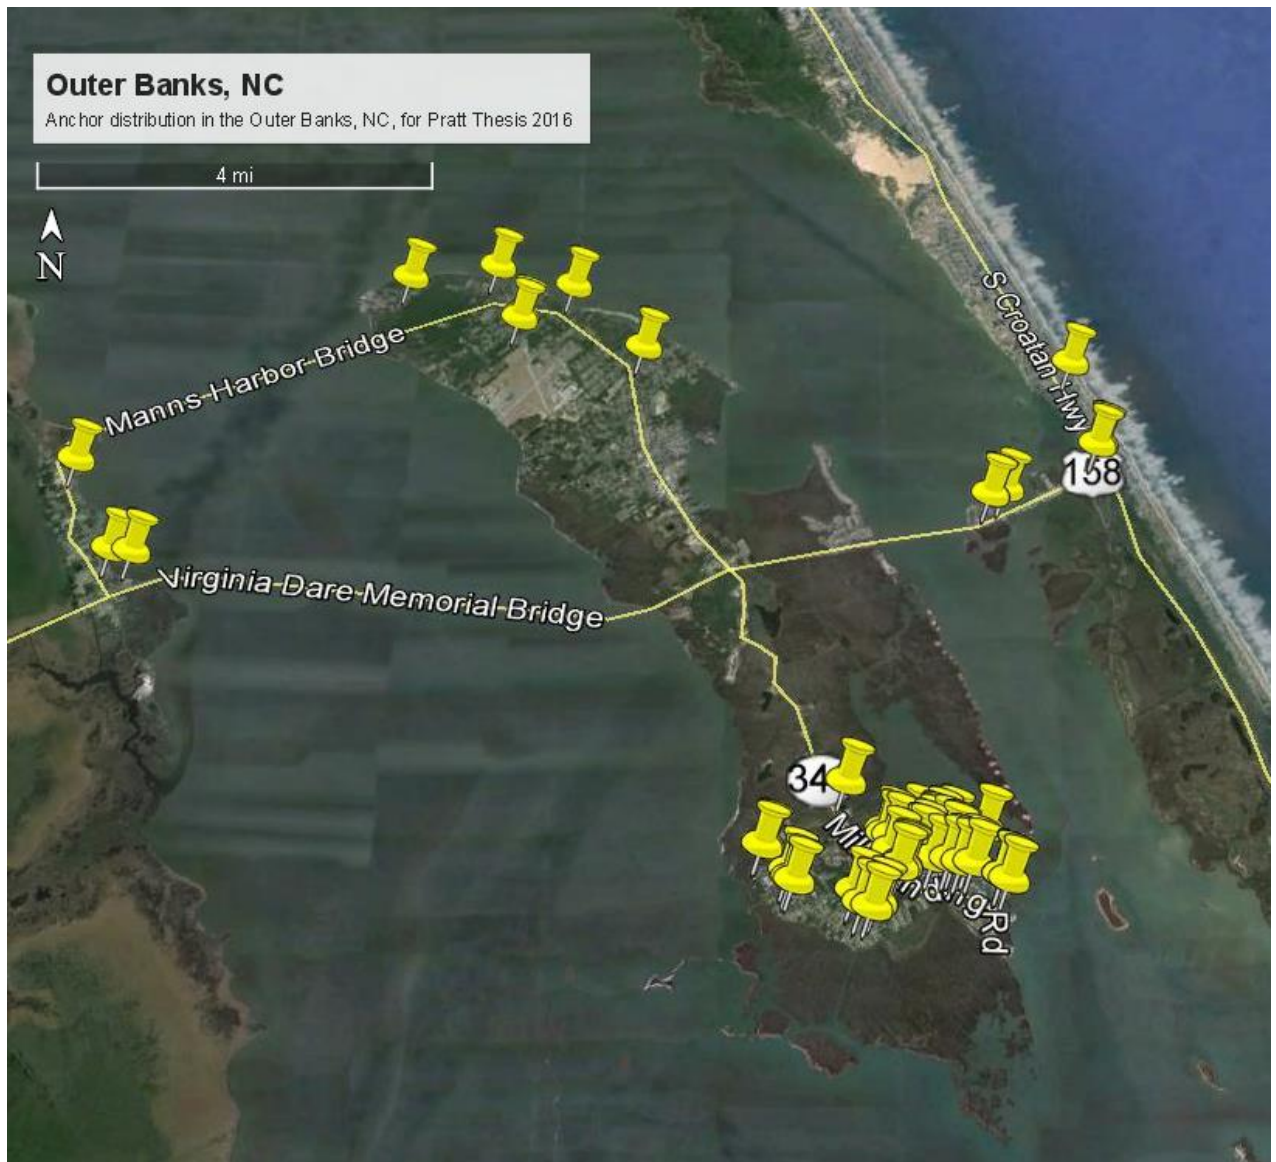 Outer Banks, NC
Anchor distribution in the Outer Banks, NC, for Pratt Thesis 2016
4 mi
N
S Croatan Hwy
Manns Harbor Bridge
158
Virginia Dare Memorial Bridge
34
Rd